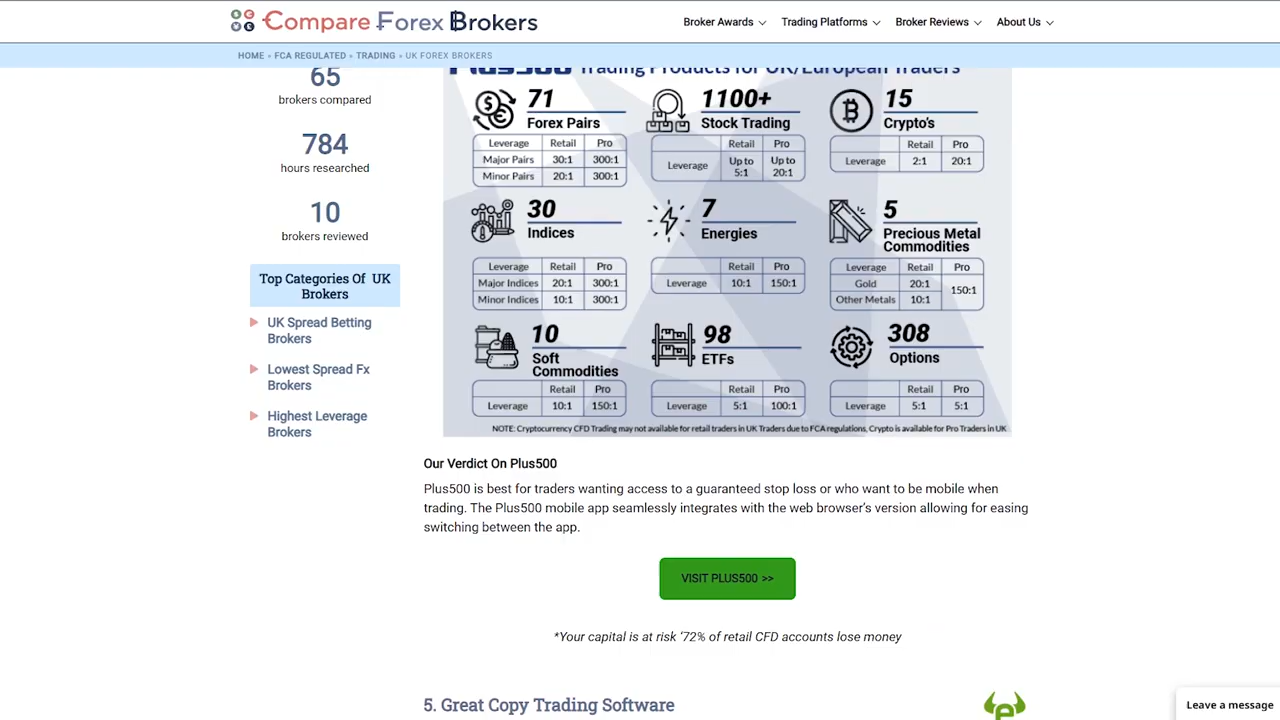 Compare Forex Brokers
Broker Awards
Trading Platforms
Broker Reviews
About Us
HOME » FCA REGULATED » TRADING » UK FOREX BROKERS
65
brokers compared
784
hours researched
10
brokers reviewed
Top Categories Of UK
Brokers
UK Spread Betting
Brokers
Lowest Spread Fx
Brokers
Highest Leverage
Brokers
Plus500 Trading Products for UK/European Traders
71
Forex Pairs
Leverage Retail Pro
Major Pairs 30:1 300:1
Minor Pairs 20:1 300:1
1100+
Stock Trading
Retail Pro
Leverage Up to 5:1 Up to 20:1
15
Crypto's
Retail Pro
Leverage 2:1 20:1
30
Indices
Leverage Retail Pro
Major Indices 20:1 300:1
Minor Indices 10:1 300:1
7
Energies
Retail Pro
Leverage 10:1 150:1
5
Precious Metal
Commodities
Leverage Retail Pro
Gold 20:1 150:1
Other Metals 10:1
10
Soft
Commodities
Retail Pro
Leverage 10:1 150:1
98
ETFs
Retail Pro
Leverage 5:1 100:1
308
Options
Retail Pro
Leverage 5:1 5:1
NOTE: Cryptocurrency CFD Trading may not available for retail traders in UK Traders due to FCA regulations, Crypto is available for Pro Traders in UK
Our Verdict On Plus500
Plus500 is best for traders wanting access to a guaranteed stop loss or who want to be mobile when
trading. The Plus500 mobile app seamlessly integrates with the web browser's version allowing for easing
switching between the app.
VISIT PLUS500 >>
*Your capital is at risk ‘72% of retail CFD accounts lose money
5. Great Copy Trading Software
Leave a message